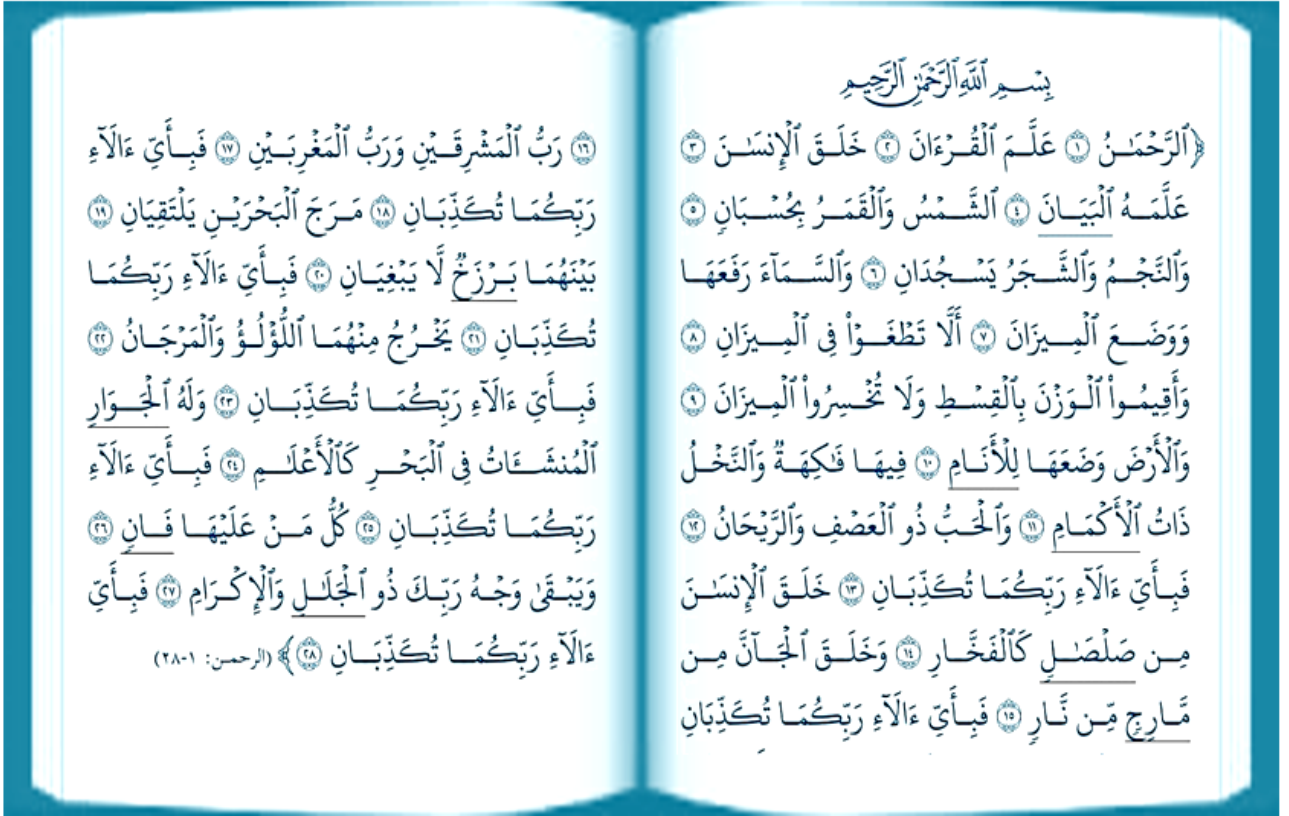 بِسْمِ ٱللَّهِ ٱلرَّحْمَٰنِ ٱلرَّحِيمِ
﴿ٱلرَّحْمَـٰنُ ۝١ عَلَّمَ ٱلْقُرْءَانَ ۝٢ خَلَقَ ٱلْإِنسَـٰنَ ۝٣
عَلَّمَهُ ٱلْبَيَانَ ۝٤ ٱلشَّمْسُ وَٱلْقَمَرُ بِحُسْبَانٍ ۝٥
وَٱلنَّجْمُ وَٱلشَّجَرُ يَسْجُدَانِ ۝٦ وَٱلسَّمَآءَ رَفَعَهَا
وَوَضَعَ ٱلْمِيزَانَ ۝٧ أَلَّا تَطْغَوْا۟ فِى ٱلْمِيزَانِ ۝٨
وَأَقِيمُوا۟ ٱلْوَزْنَ بِٱلْقِسْطِ وَلَا تُخْسِرُوا۟ ٱلْمِيزَانَ ۝٩
وَٱلْأَرْضَ وَضَعَهَا لِلْأَنَامِ ۝١٠ فِيهَا فَـٰكِهَةٌ وَٱلنَّخْلُ
ذَاتُ ٱلْأَكْمَامِ ۝١١ وَٱلْحَبُّ ذُو ٱلْعَصْفِ وَٱلرَّيْحَانُ ۝١٢
فَبِأَىِّ ءَالَآءِ رَبِّكُمَا تُكَذِّبَانِ ۝١٣ خَلَقَ ٱلْإِنسَـٰنَ
مِن صَلْصَـٰلٍ كَٱلْفَخَّارِ ۝١٤ وَخَلَقَ ٱلْجَآنَّ مِن
مَّارِجٍ مِّن نَّارٍ ۝١٥ فَبِأَىِّ ءَالَآءِ رَبِّكُمَا تُكَذِّبَانِ
۝١٦ رَبُّ ٱلْمَشْرِقَيْنِ وَرَبُّ ٱلْمَغْرِبَيْنِ ۝١٧ فَبِأَىِّ ءَالَآءِ
رَبِّكُمَا تُكَذِّبَانِ ۝١٨ مَرَجَ ٱلْبَحْرَيْنِ يَلْتَقِيَانِ ۝١٩
بَيْنَهُمَا بَرْزَخٌ لَّا يَبْغِيَانِ ۝٢٠ فَبِأَىِّ ءَالَآءِ رَبِّكُمَا
تُكَذِّبَانِ ۝٢١ يَخْرُجُ مِنْهُمَا ٱللُّؤْلُؤُ وَٱلْمَرْجَانُ ۝٢٢
فَبِأَىِّ ءَالَآءِ رَبِّكُمَا تُكَذِّبَانِ ۝٢٣ وَلَهُ ٱلْجَوَارِ
ٱلْمُنشَـَٔاتُ فِى ٱلْبَحْرِ كَٱلْأَعْلَـٰمِ ۝٢٤ فَبِأَىِّ ءَالَآءِ
رَبِّكُمَا تُكَذِّبَانِ ۝٢٥ كُلُّ مَنْ عَلَيْهَا فَانٍ ۝٢٦
وَيَبْقَىٰ وَجْهُ رَبِّكَ ذُو ٱلْجَلَـٰلِ وَٱلْإِكْرَامِ ۝٢٧ فَبِأَىِّ
ءَالَآءِ رَبِّكُمَا تُكَذِّبَانِ ۝٢٨﴾ (الرحمن: ١-٢٨)